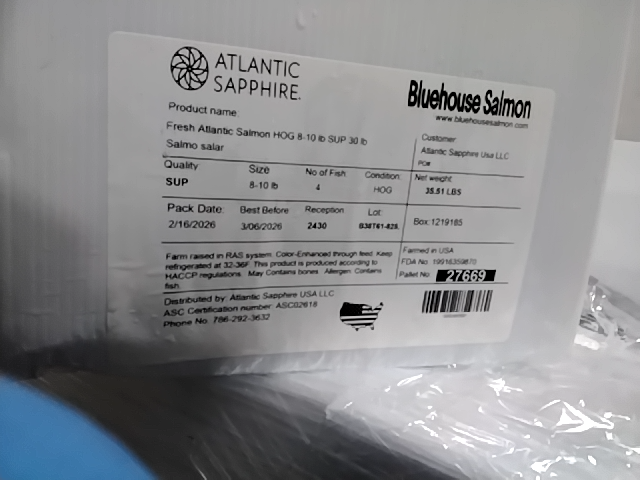 ATLANTIC
SAPPHIRE.
Bluehouse Salmon
www.bluehousesalmon.com
Product name:
Fresh Atlantic Salmon HOG 8-10 lb SUP 30 lb
Salmo salar
Customer
Atlantic Sapphire Usa LLC
PO#
Quality Size No of Fish Condition:
SUP 8-10 lb 4 HOG
Net weight
35.51 LBS
Pack Date: Best Before Reception Lot:
2/16/2026 3/06/2026 2430
Box:1219185
Farm raised in RAS system. Color-Enhanced through feed. Keep
refrigerated at 32-36F. This product is produced according to
HACCP regulations. May Contains bones. Allergen: Contains
fish.
Farmed in USA
FDA No.
Pallet No. 27669
Distributed by: Atlantic Sapphire USA LLC
ASC Certification number: ASC02618
Phone No. 786-292-3632